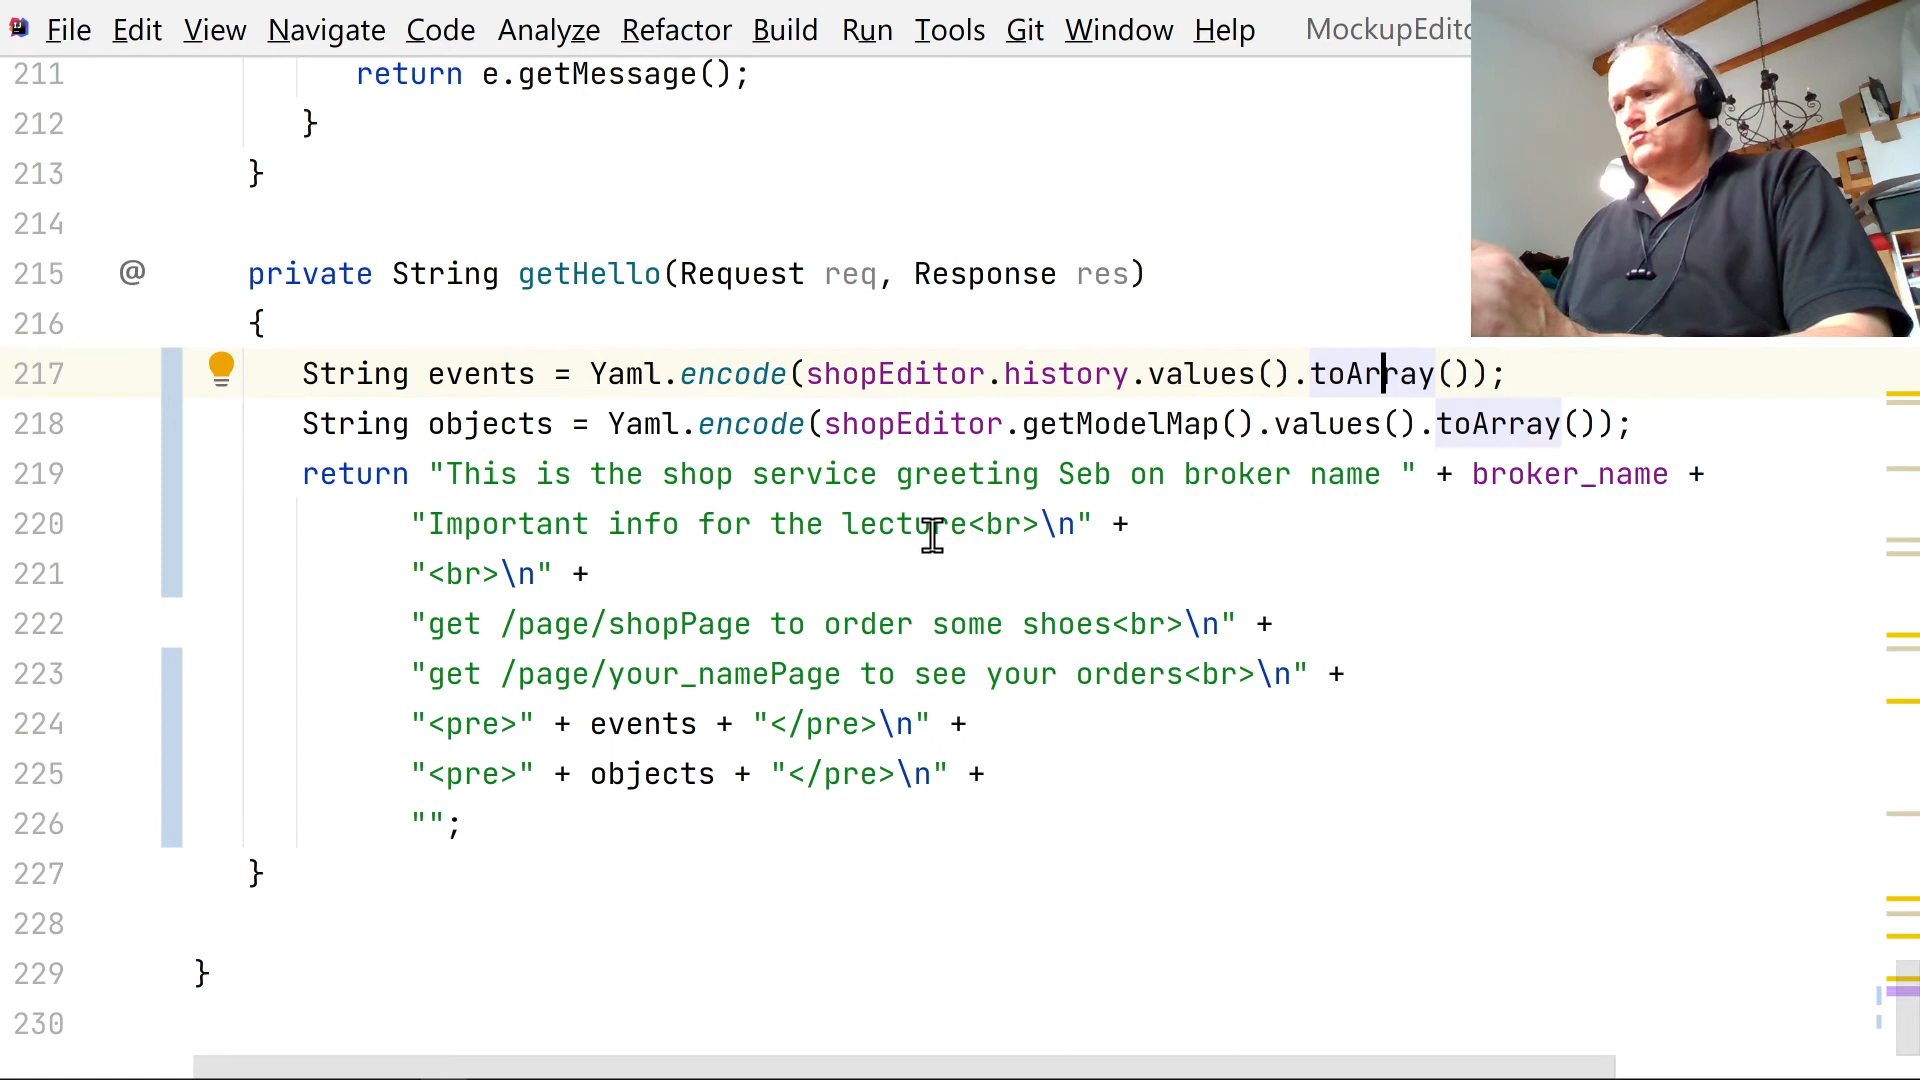 File Edit View Navigate Code Analyze Refactor Build Run Tools Git Window Help MockupEdito
211 return e.getMessage();
212 }
213 }
214
215 @ private String getHello(Request req, Response res)
216 {
217 String events = Yaml.encode(shopEditor.history.values().toArray());
218 String objects = Yaml.encode(shopEditor.getModelMap().values().toArray());
219 return "This is the shop service greeting Seb on broker name " + broker_name +
220 "Important info for the lecture<br>\n" +
221 "<br>\n" +
222 "get /page/shopPage to order some shoes<br>\n" +
223 "get /page/your_namePage to see your orders<br>\n" +
224 "<pre>" + events + "</pre>\n" +
225 "<pre>" + objects + "</pre>\n" +
226 "";
227 }
228
229 }
230